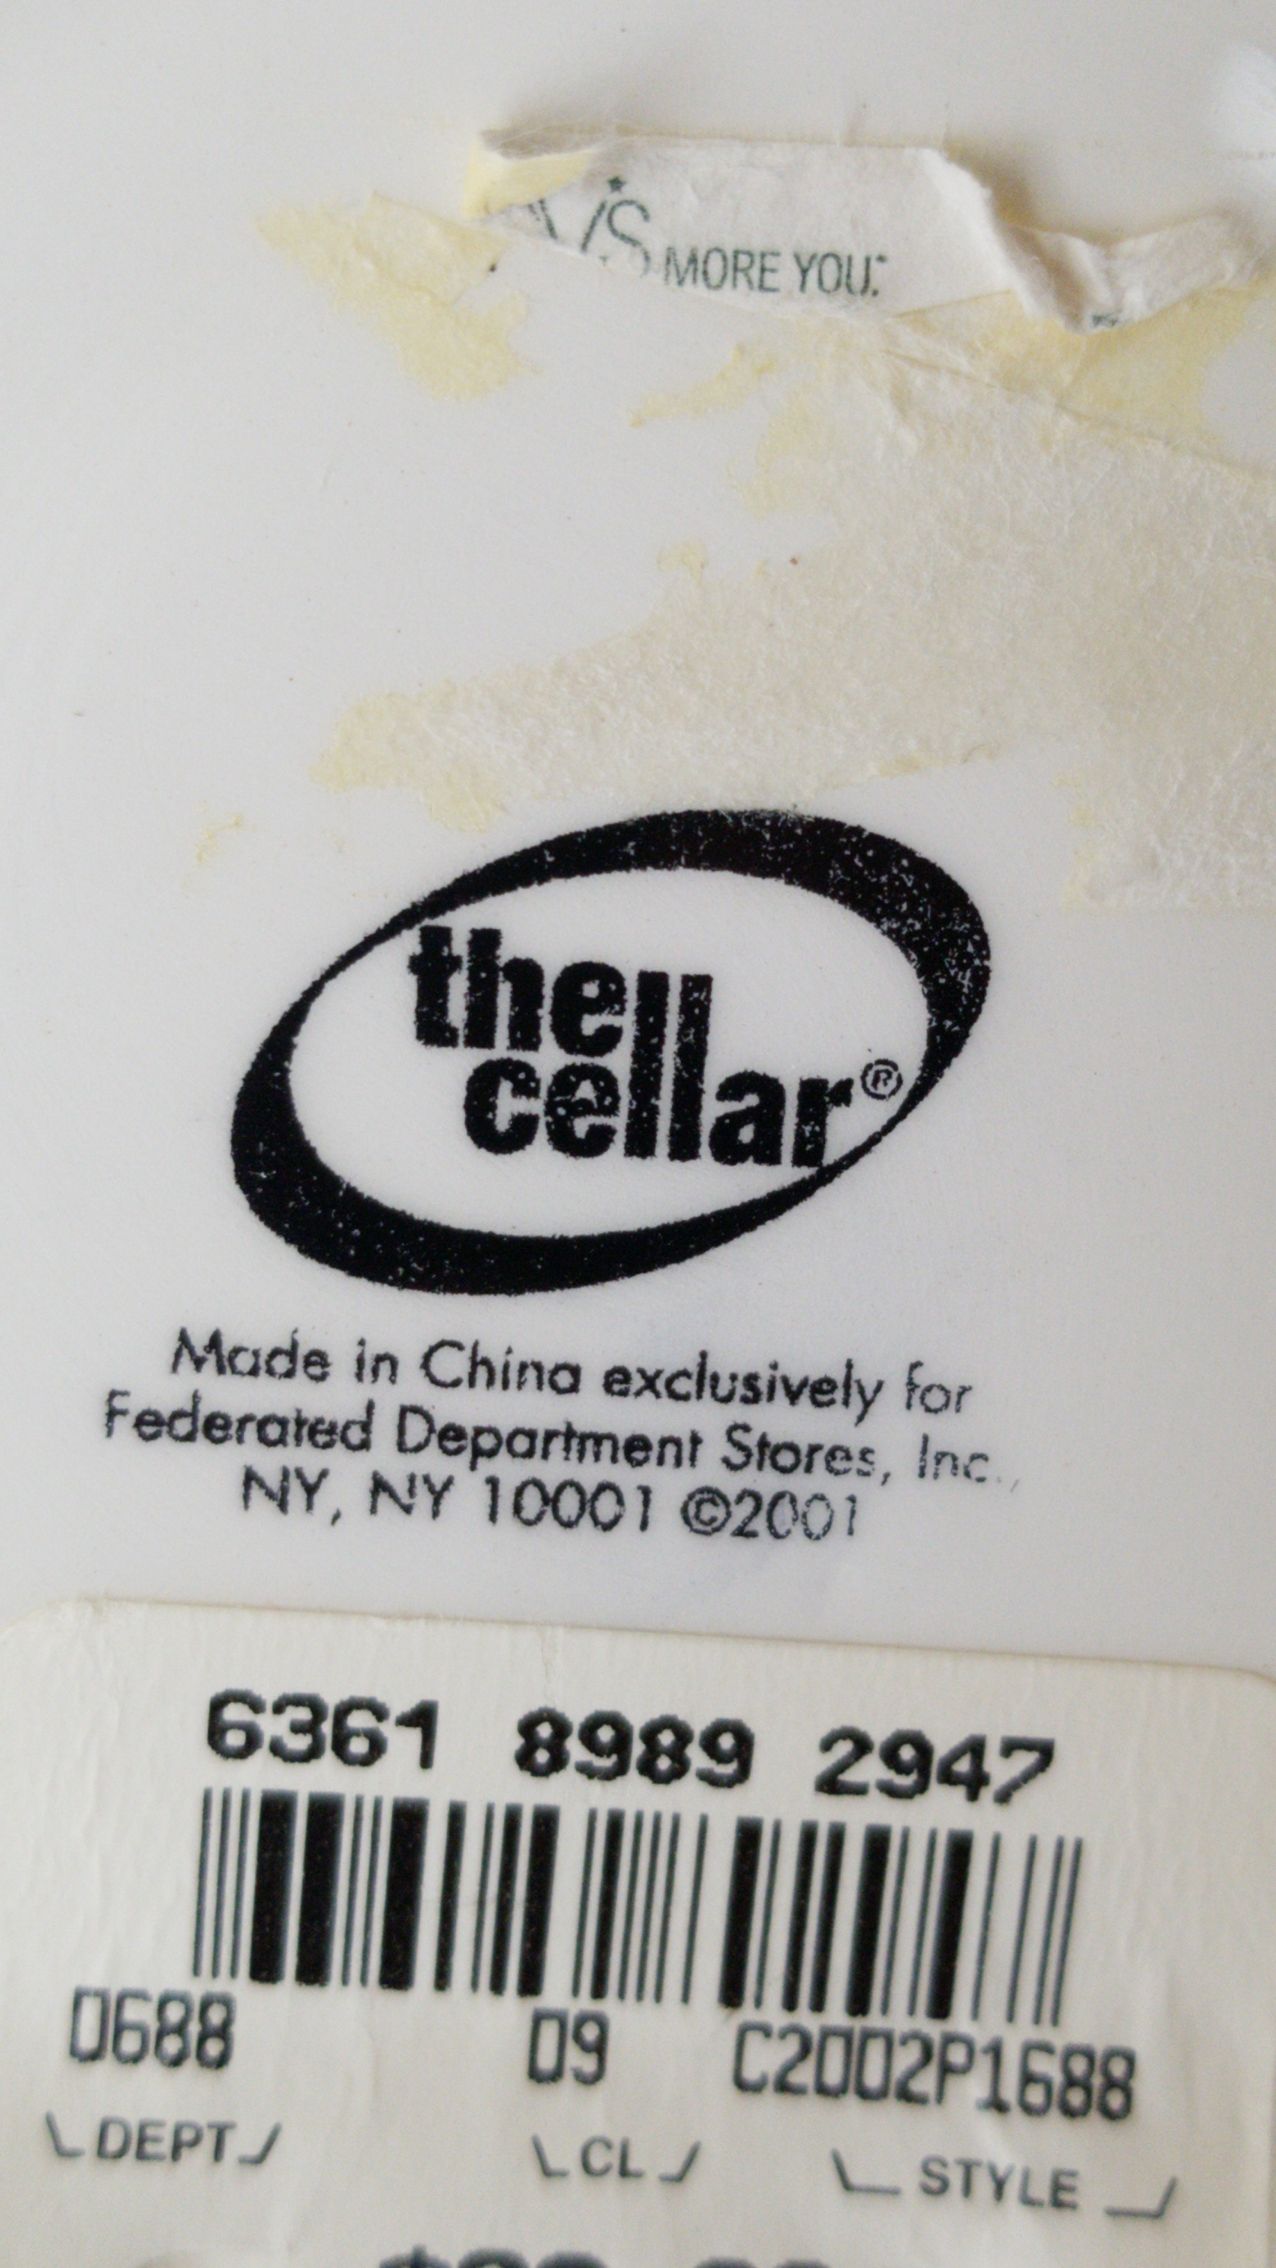 MORE YOU.
the
cellar®
Made in China exclusively for
Federated Department Stores, Inc.,
NY, NY 10001 ©2001
6361 8989 2947
0688 09 C2002P1688
DEPT CL STYLE